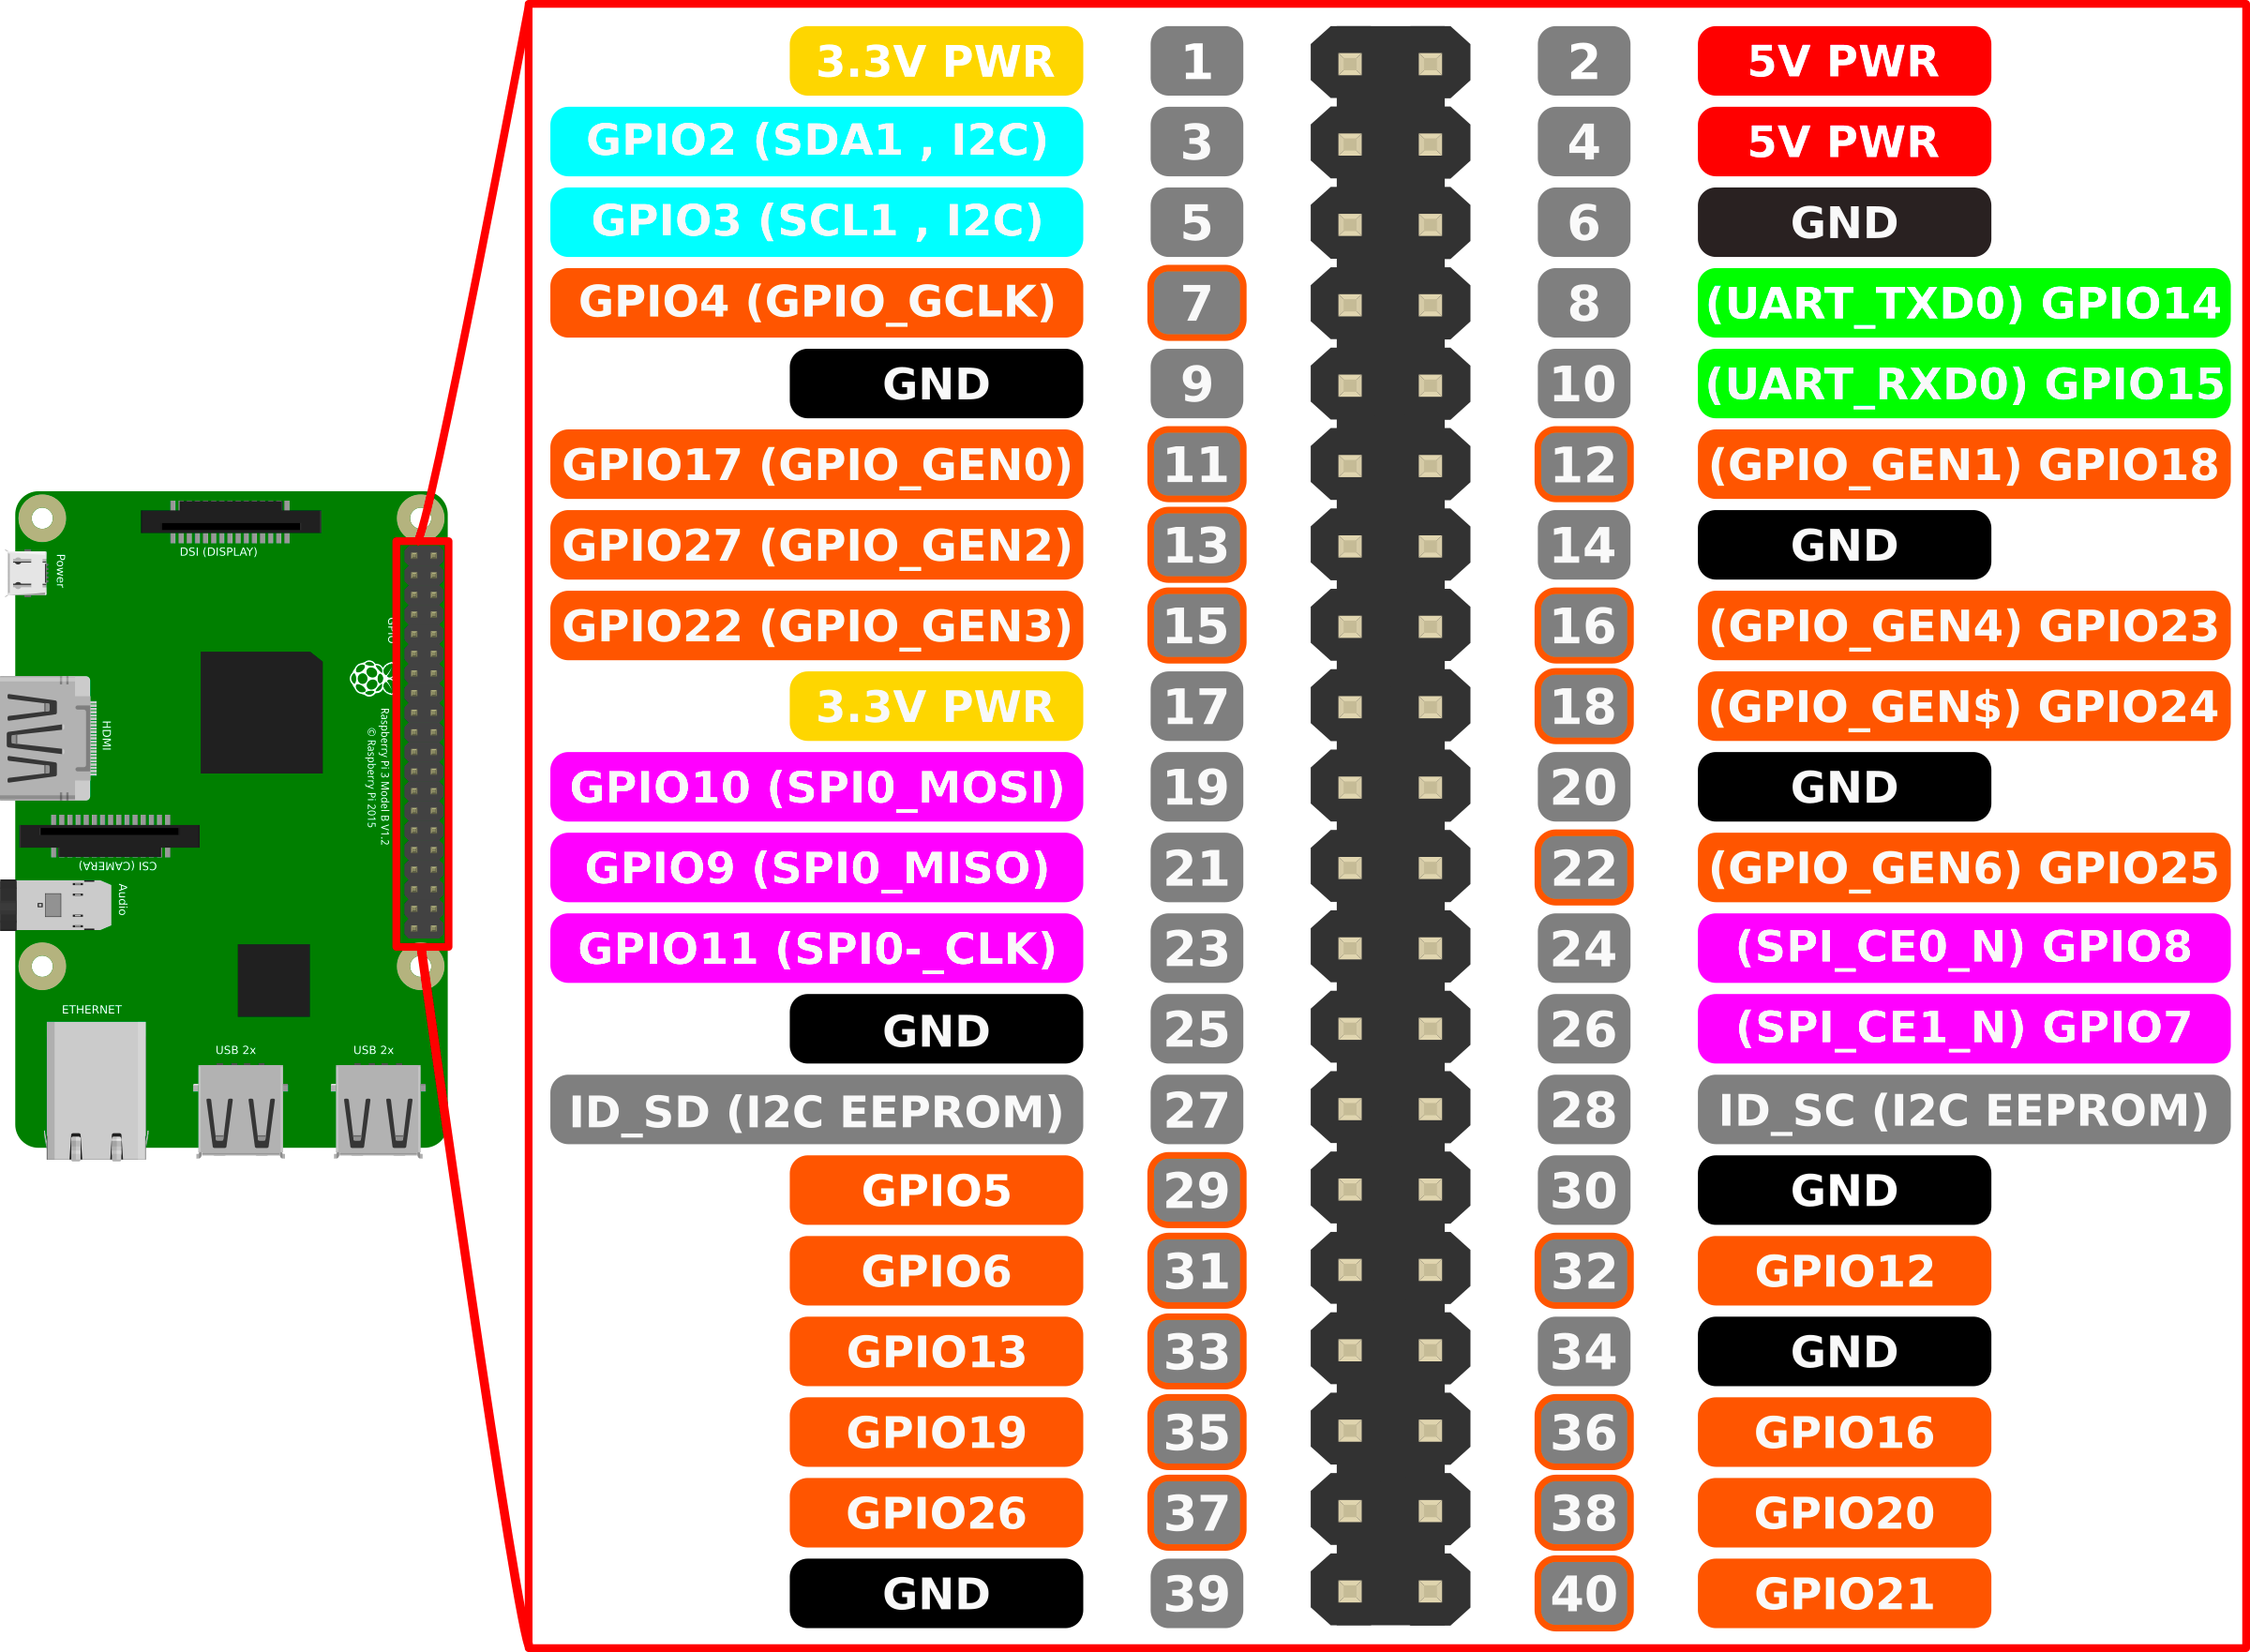 3.3V PWR 1 2 5V PWR
GPIO2 (SDA1 , I2C) 3 4 5V PWR
GPIO3 (SCL1 , I2C) 5 6 GND
GPIO4 (GPIO_GCLK) 7 8 (UART_TXD0) GPIO14
GND 9 10 (UART_RXD0) GPIO15
GPIO17 (GPIO_GEN0) 11 12 (GPIO_GEN1) GPIO18
GPIO27 (GPIO_GEN2) 13 14 GND
GPIO22 (GPIO_GEN3) 15 16 (GPIO_GEN4) GPIO23
3.3V PWR 17 18 (GPIO_GEN$) GPIO24
GPIO10 (SPI0_MOSI) 19 20 GND
GPIO9 (SPI0_MISO) 21 22 (GPIO_GEN6) GPIO25
GPIO11 (SPI0-_CLK) 23 24 (SPI_CE0_N) GPIO8
GND 25 26 (SPI_CE1_N) GPIO7
ID_SD (I2C EEPROM) 27 28 ID_SC (I2C EEPROM)
GPIO5 29 30 GND
GPIO6 31 32 GPIO12
GPIO13 33 34 GND
GPIO19 35 36 GPIO16
GPIO26 37 38 GPIO20
GND 39 40 GPIO21
DSI (DISPLAY)
Power
GPIO
HDMI
Raspberry Pi 3 Model B V1.2
© Raspberry Pi 2015
CSI (CAMERA)
Audio
ETHERNET
USB 2x
USB 2x